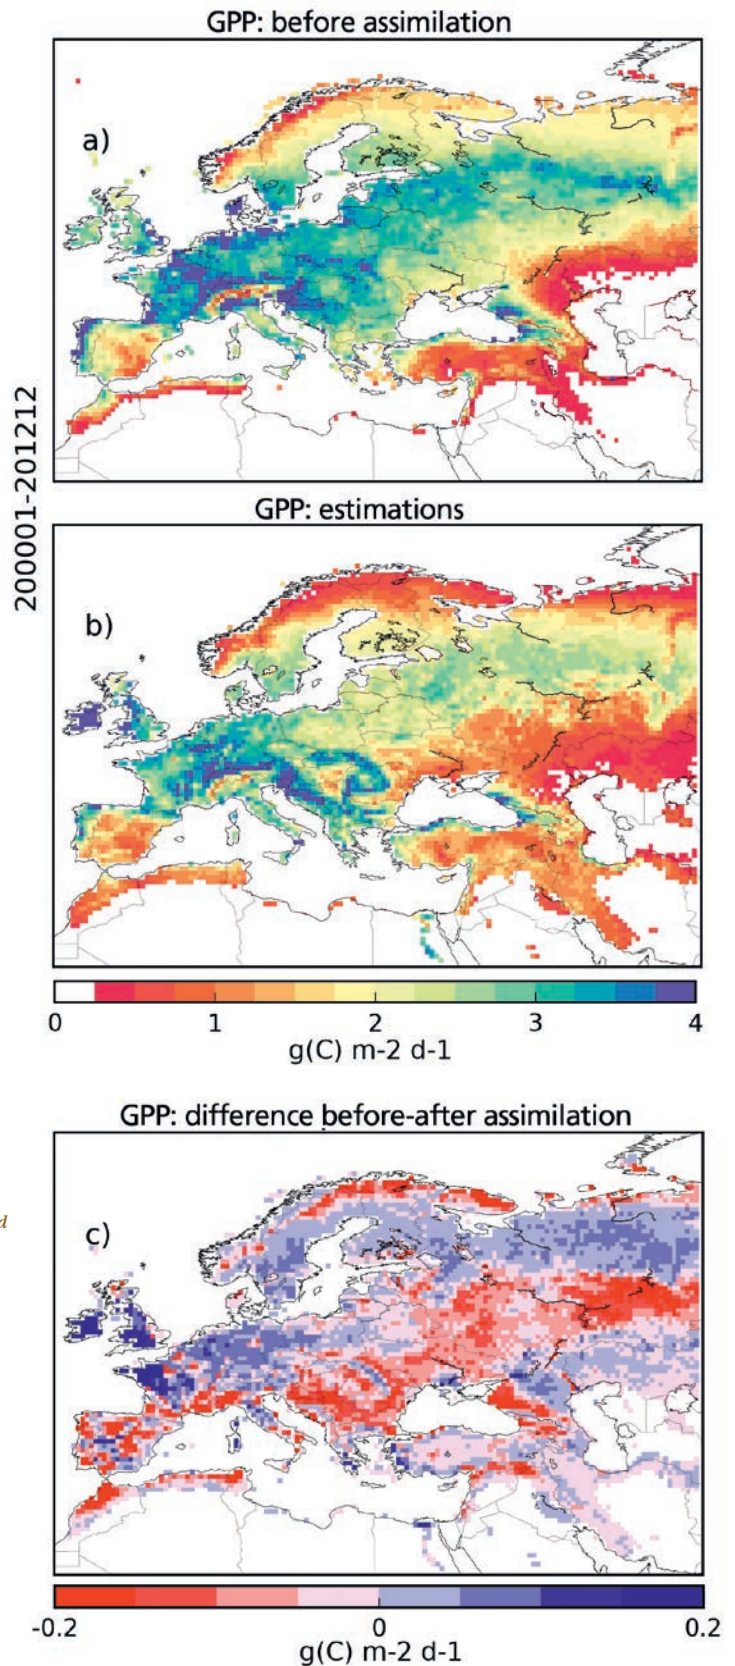 GPP: before assimilation
a)
200001-201212
GPP: estimations
b)
0 1 2 3 4
g(C) m-2 d-1
GPP: difference before-after assimilation
d
c)
-0.2 0 0.2
g(C) m-2 d-1